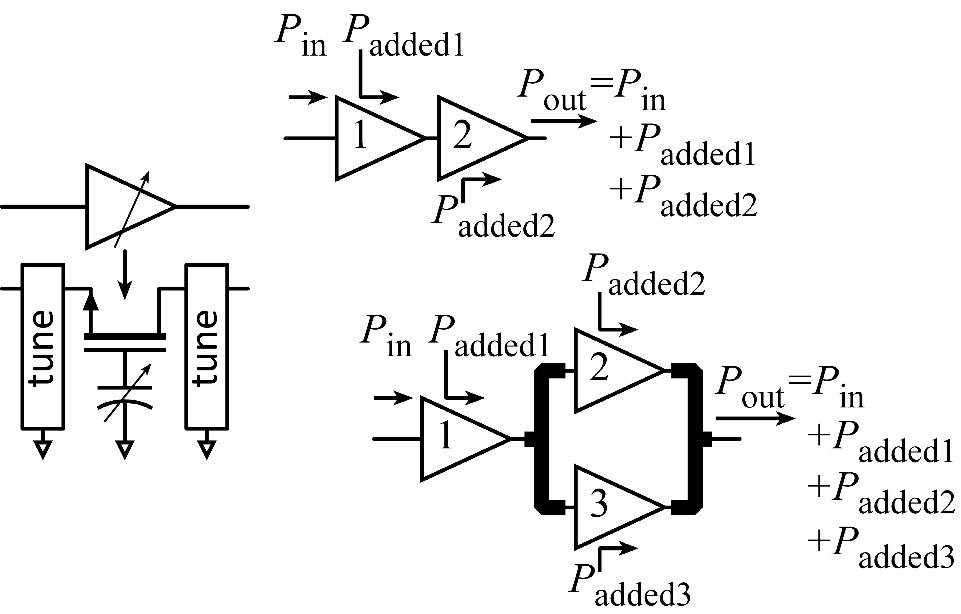 P_in P_added1
P_out=P_in
+P_added1
+P_added2
1 2
P_added2
tune tune
P_added2
P_in P_added1
2
1
3
P_out=P_in
+P_added1
+P_added2
+P_added3
P_added3